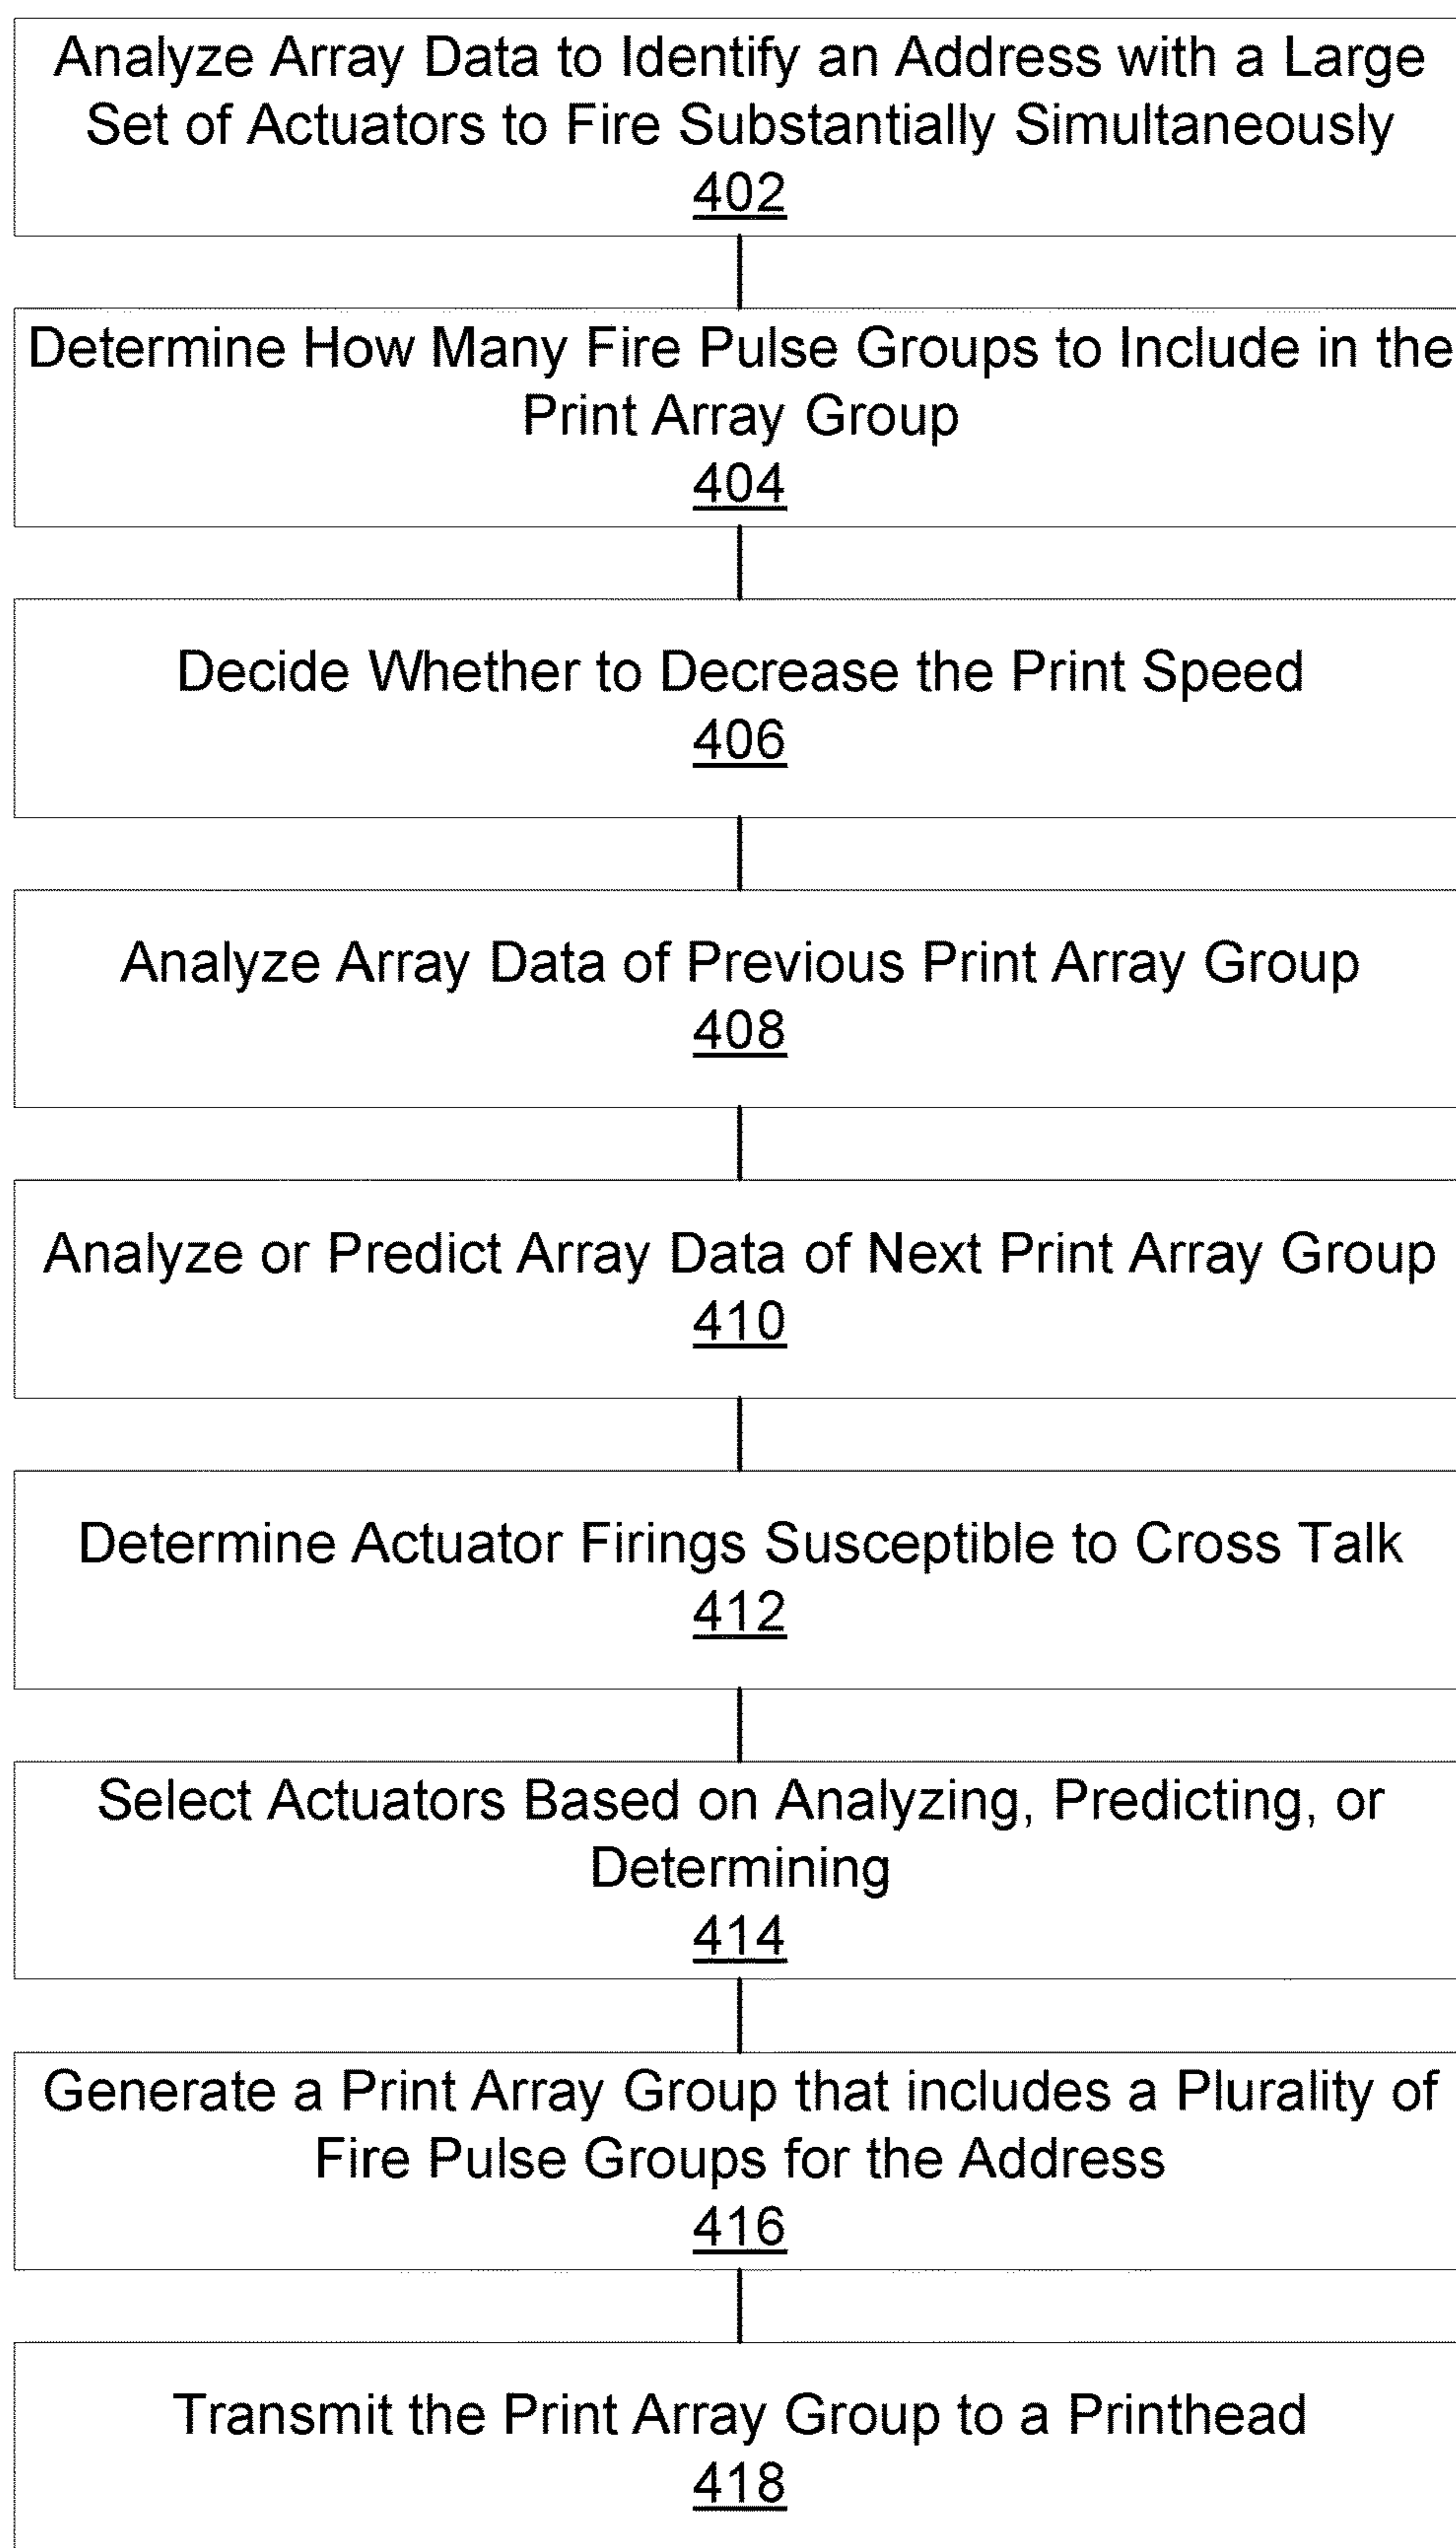 Analyze Array Data to Identify an Address with a Large
Set of Actuators to Fire Substantially Simultaneously
402
Determine How Many Fire Pulse Groups to Include in the
Print Array Group
404
Decide Whether to Decrease the Print Speed
406
Analyze Array Data of Previous Print Array Group
408
Analyze or Predict Array Data of Next Print Array Group
410
Determine Actuator Firings Susceptible to Cross Talk
412
Select Actuators Based on Analyzing, Predicting, or
Determining
414
Generate a Print Array Group that includes a Plurality of
Fire Pulse Groups for the Address
416
Transmit the Print Array Group to a Printhead
418